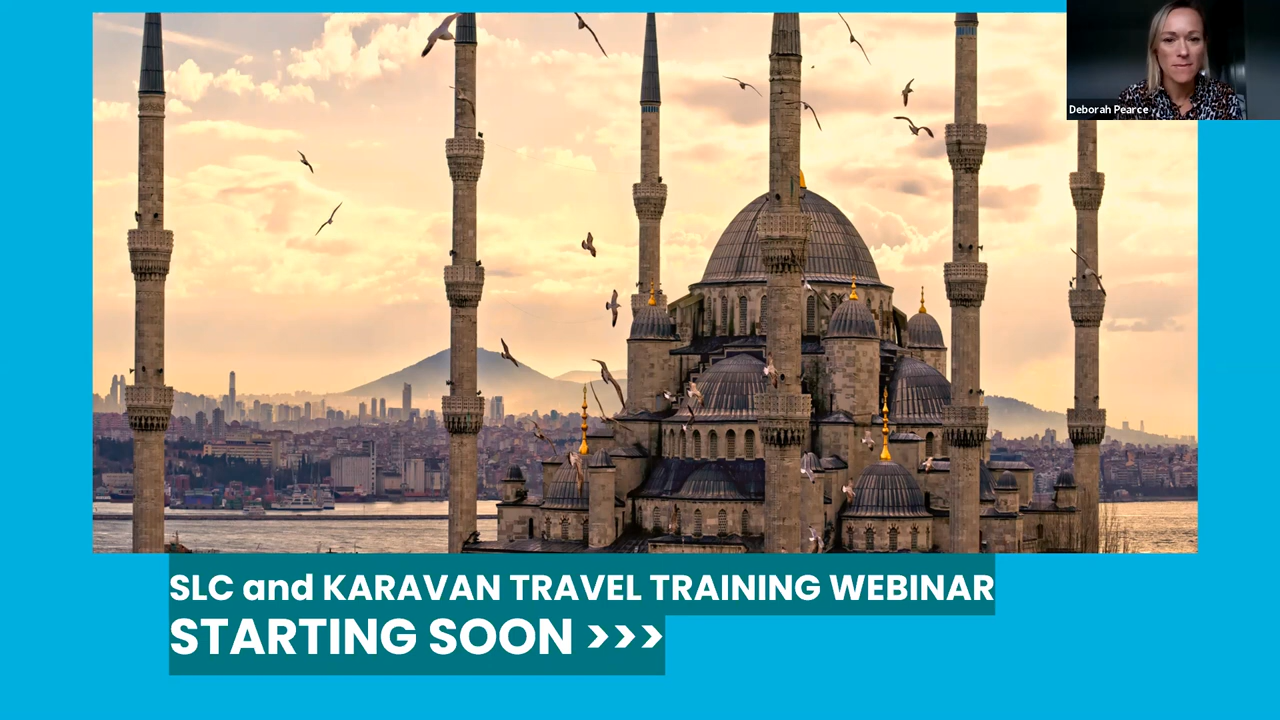 Deborah Pearce
SLC and KARAVAN TRAVEL TRAINING WEBINAR
STARTING SOON >>>